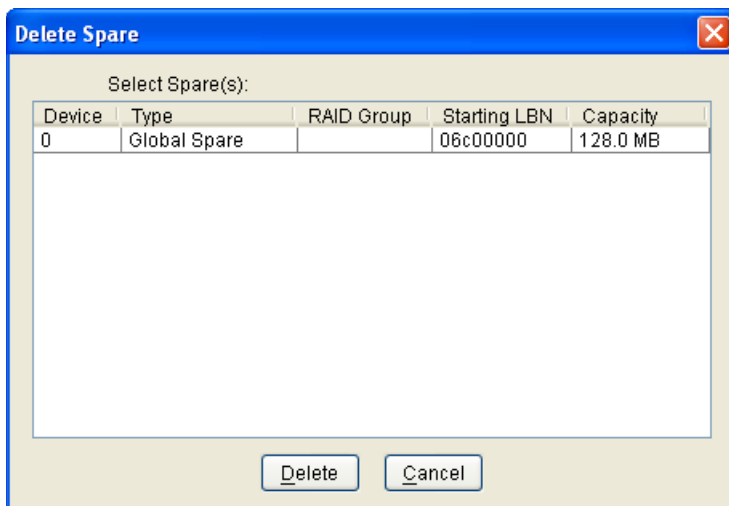 Delete Spare
Select Spare(s):
Device Type RAID Group Starting LBN Capacity
0 Global Spare 06c00000 128.0 MB
Delete Cancel